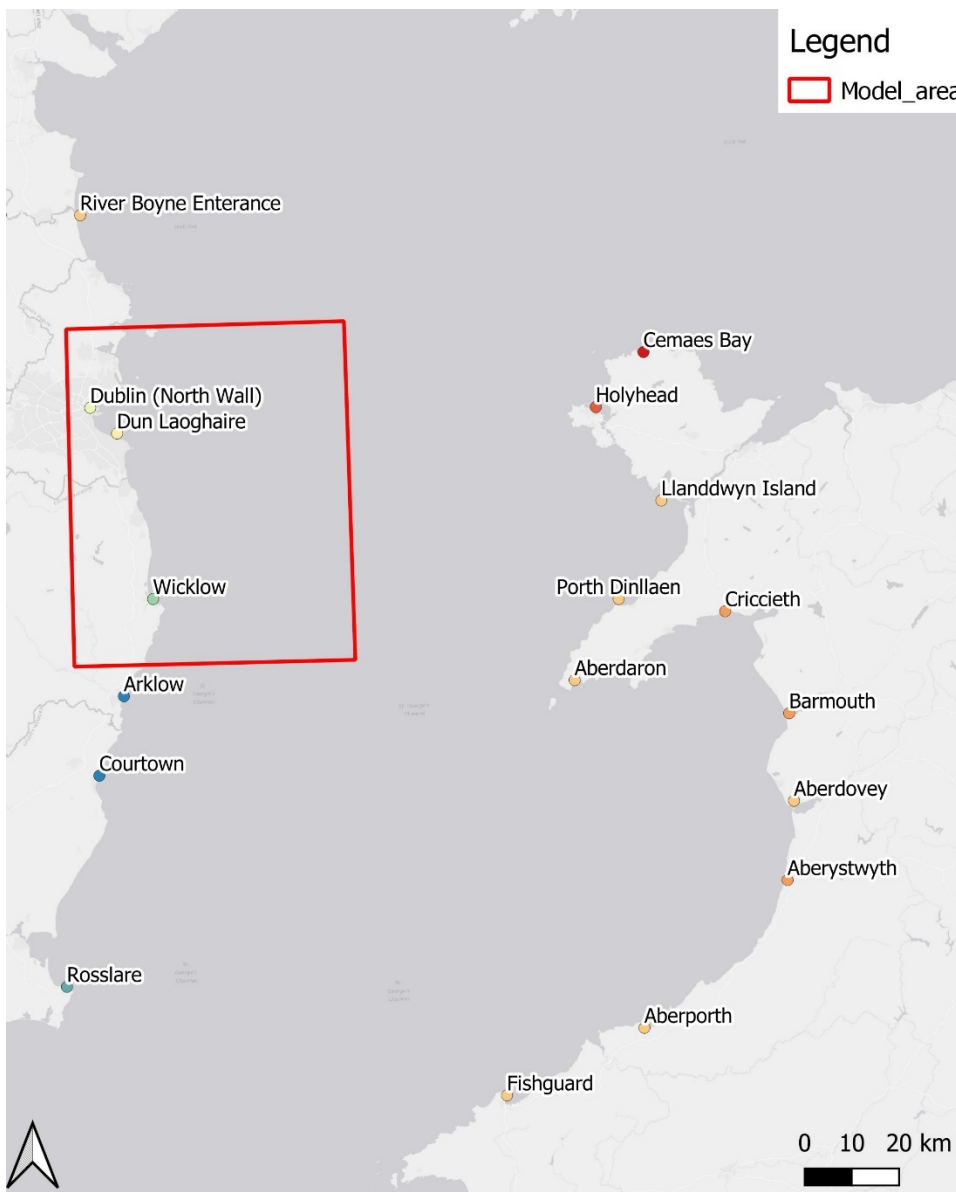 Legend
Model_area
River Boyne Enterance
Cemaes Bay
Dublin (North Wall)
Holyhead
Dun Laoghaire
Llanddwyn Island
Wicklow
Porth Dinllaen
Criccieth
Aberdaron
Arklow
Barmouth
Courtown
Aberdovey
Aberystwyth
Rosslare
Aberporth
Fishguard
0 10 20 km